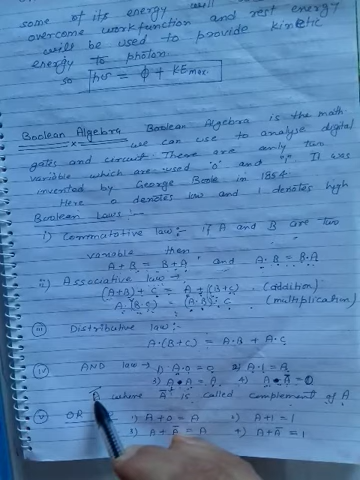 some of its energy will
overcome work function and rest energy
will be used to provide kinetic
energy to photon.
so hν = ϕ + KEmax.
Boolean Algebra Boolean Algebra is the math.
we can use to analyse digital
gates and circuit. There are only two
variable which are used '0' and '1'. It was
invented by George Boole in 1854.
Here 0 denotes low and 1 denotes high
Boolean Laws :-
i) Commutative law :- if A and B are two
variable then
A + B = B + A and A . B = B . A
ii) Associative law →
(A+B) + C = A + (B+C) . (addition)
A . (B . C) = (A . B) . C (multiplication)
iii) Distributive law :-
A . (B + C) = A . B + A . C
iv) AND law → 1) A . 0 = 0 2) A . 1 = A
3) A . A = A, 4) A . Ā = 0
where Ā is called complement of A
v) OR 1) A + 0 = A 2) A + 1 = 1
3) A + Ā = A 4) A + Ā = 1